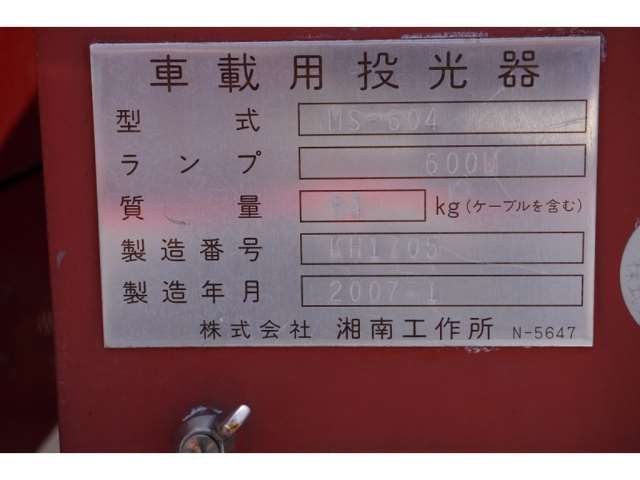 車載用投光器
型式 MS-604
ランプ 600W
質量 kg(ケーブルを含む)
製造番号 KH1705
製造年月 2007-1
株式会社 湘南工作所 N-5647